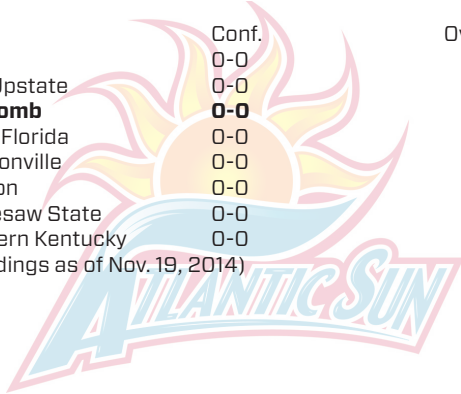 Conf. Ov
0-0
Upstate 0-0
omb 0-0
Florida 0-0
onville 0-0
on 0-0
esaw State 0-0
ern Kentucky 0-0
dings as of Nov. 19, 2014)
ATLANTIC SUN